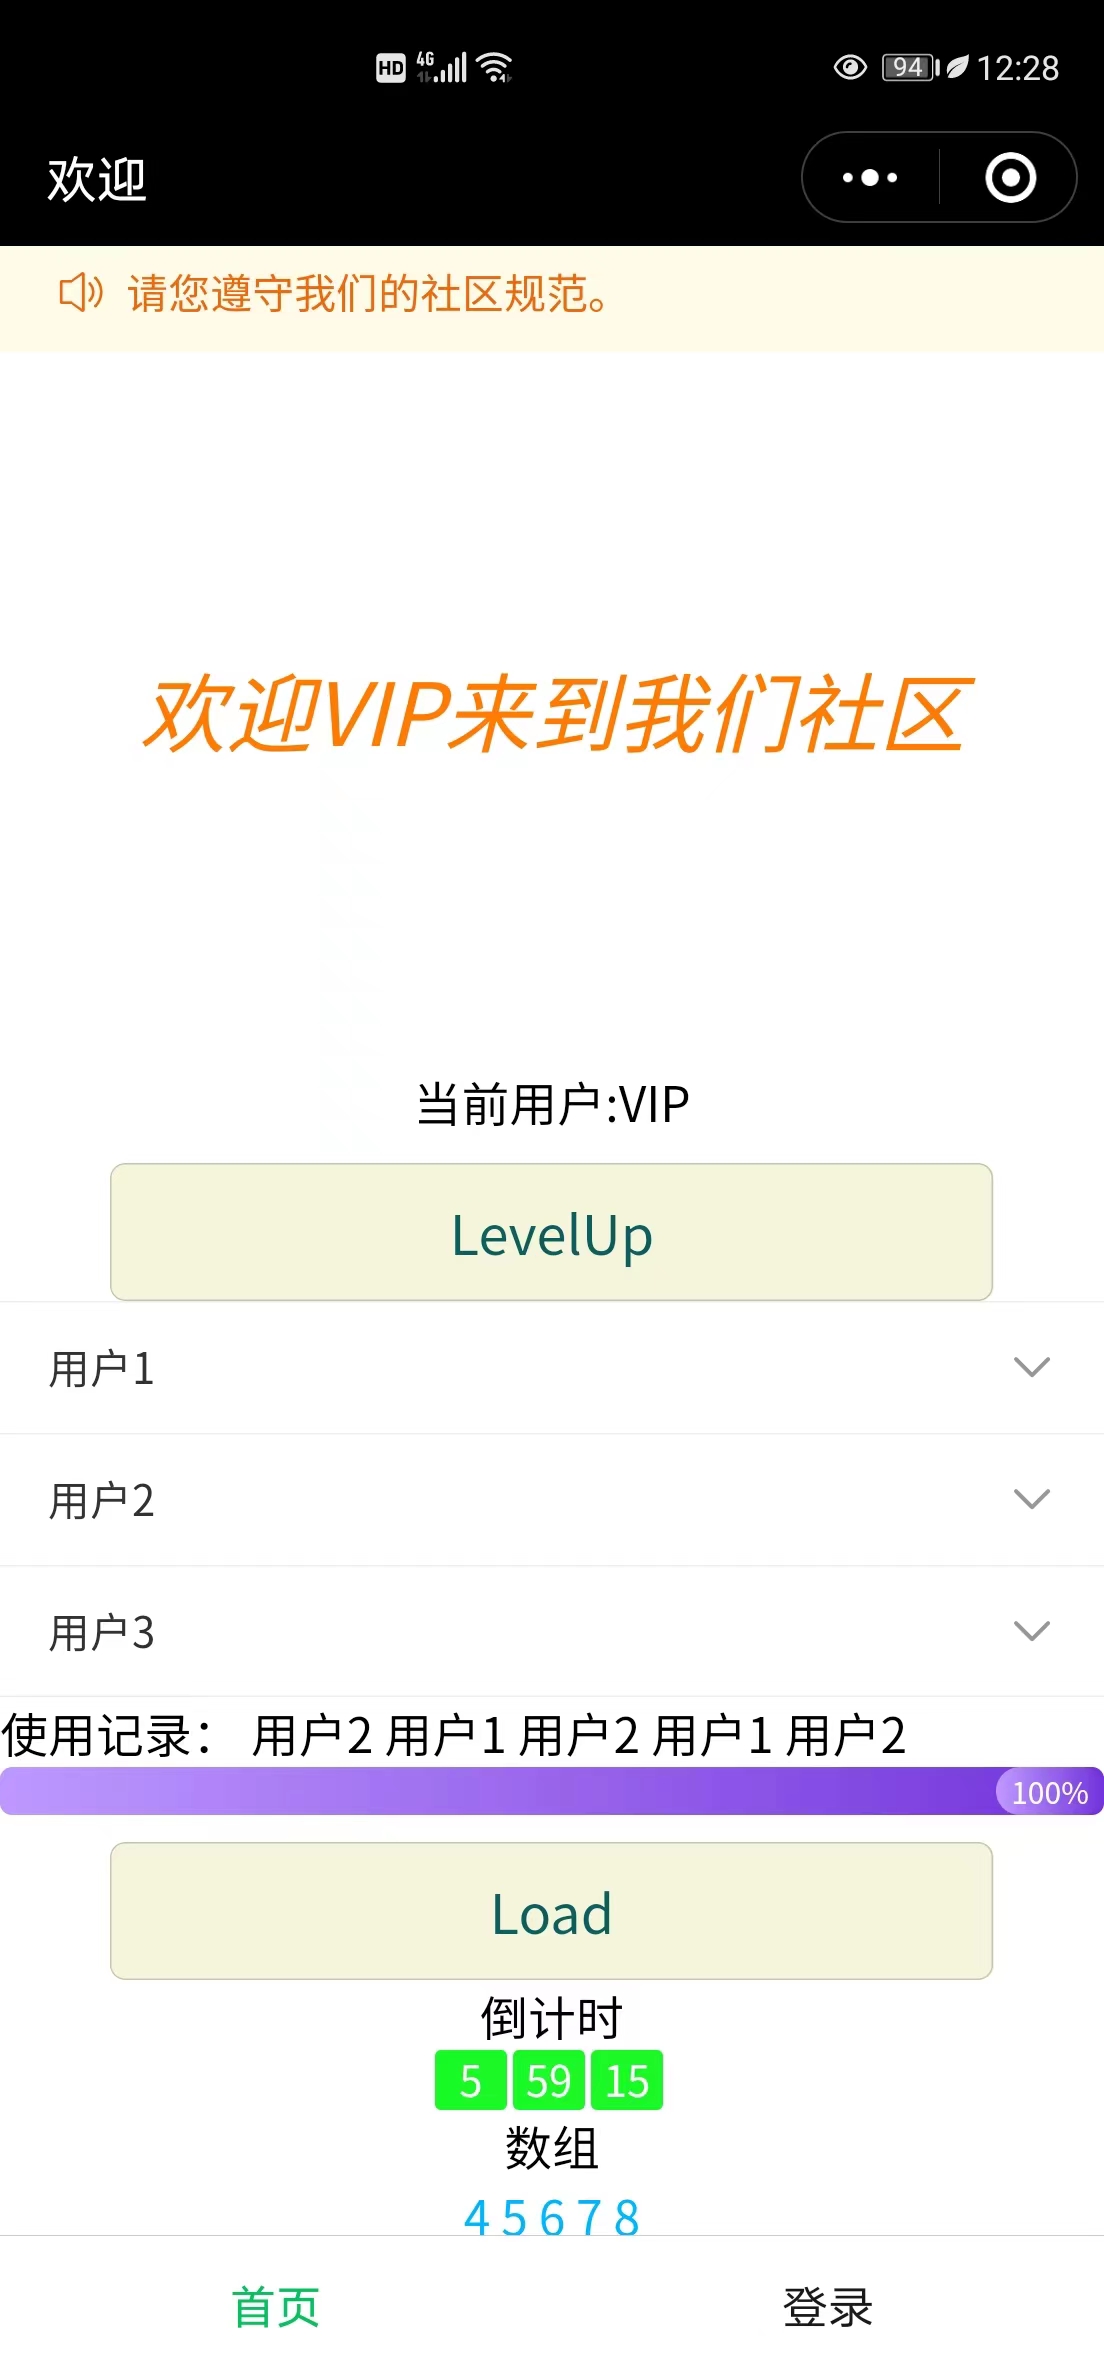 HD 4G 94 12:28
欢迎
请您遵守我们的社区规范。
欢迎VIP来到我们社区
当前用户:VIP
LevelUp
用户1
用户2
用户3
使用记录： 用户2 用户1 用户2 用户1 用户2
100%
Load
倒计时
5 59 15
数组
4 5 6 7 8
首页 登录